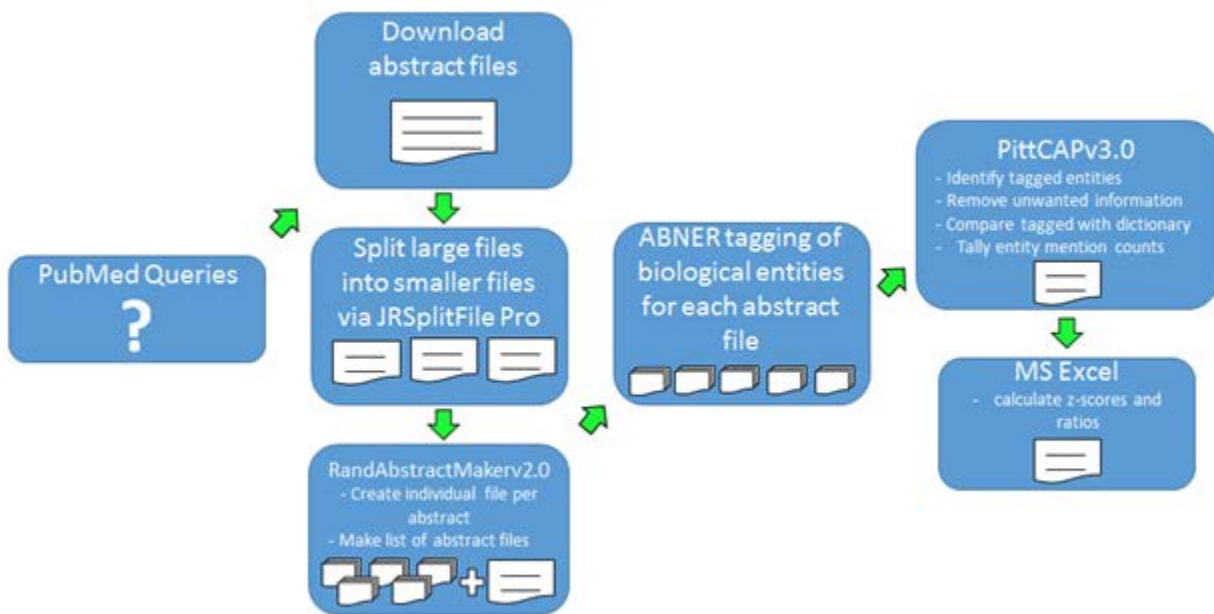 PubMed Queries
?
Download
abstract files
Split large files
into smaller files
via JRSplitFile Pro
RandAbstractMakerv2.0
- Create individual file per
abstract
- Make list of abstract files
ABNER tagging of
biological entities
for each abstract
file
PittCAPv3.0
- Identify tagged entities
- Remove unwanted information
- Compare tagged with dictionary
- Tally entity mention counts
MS Excel
- calculate z-scores and
ratios